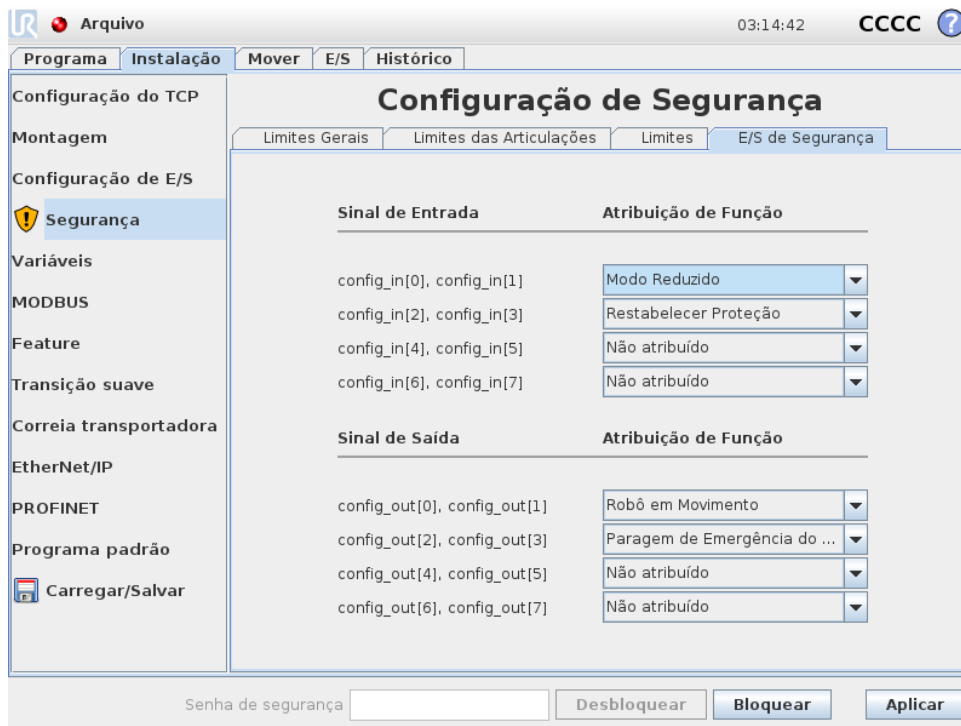 UR Arquivo 03:14:42 CCCC ?
Programa Instalação Mover E/S Histórico
Configuração do TCP
Montagem
Configuração de E/S
Segurança
Variáveis
MODBUS
Feature
Transição suave
Correia transportadora
EtherNet/IP
PROFINET
Programa padrão
Carregar/Salvar
Configuração de Segurança
Limites Gerais Limites das Articulações Limites E/S de Segurança
Sinal de Entrada Atribuição de Função
config_in[0], config_in[1] Modo Reduzido
config_in[2], config_in[3] Restabelecer Proteção
config_in[4], config_in[5] Não atribuído
config_in[6], config_in[7] Não atribuído
Sinal de Saída Atribuição de Função
config_out[0], config_out[1] Robô em Movimento
config_out[2], config_out[3] Paragem de Emergência do ...
config_out[4], config_out[5] Não atribuído
config_out[6], config_out[7] Não atribuído
Senha de segurança Desbloquear Bloquear Aplicar